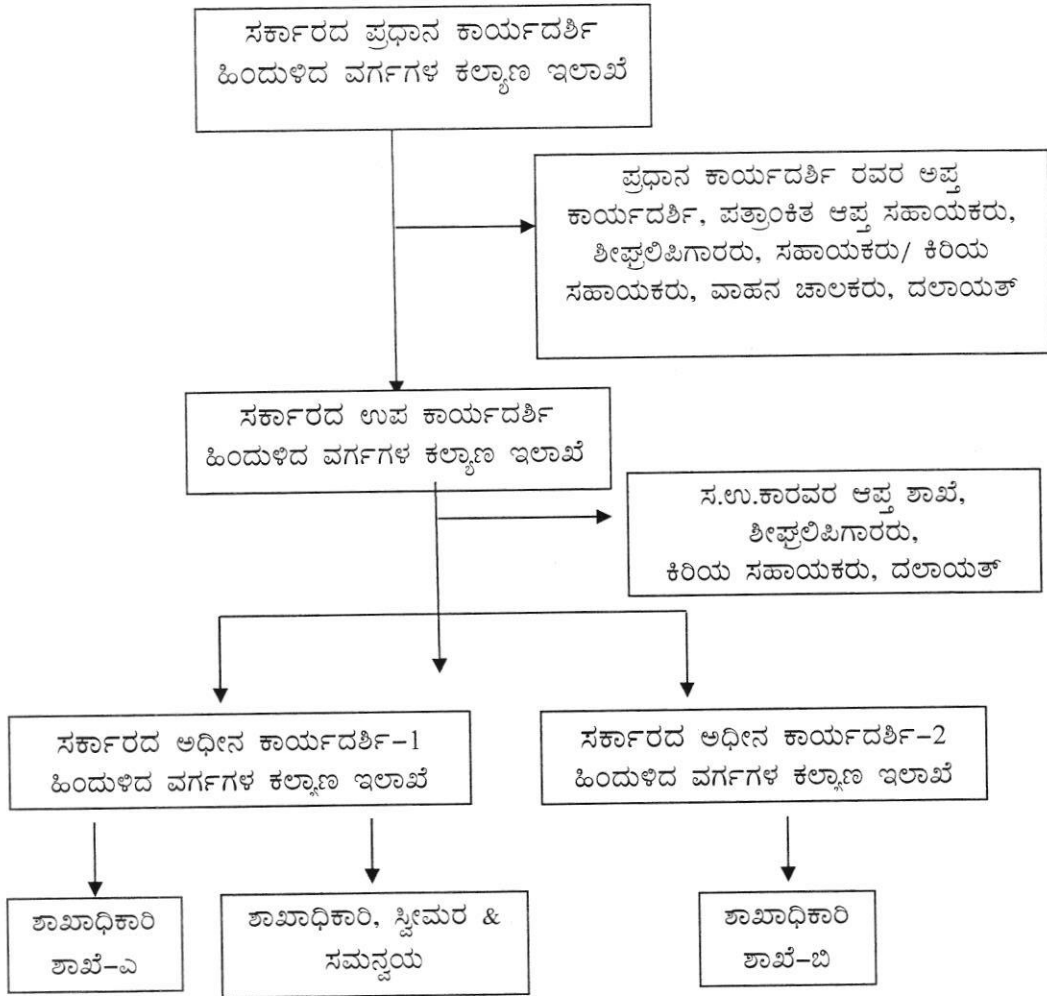 ಸರ್ಕಾರದ ಪ್ರಧಾನ ಕಾರ್ಯದರ್ಶಿ
ಹಿಂದುಳಿದ ವರ್ಗಗಳ ಕಲ್ಯಾಣ ಇಲಾಖೆ
ಪ್ರಧಾನ ಕಾರ್ಯದರ್ಶಿ ರವರ ಅಪ್ತ
ಕಾರ್ಯದರ್ಶಿ, ಪತ್ರಾಂಕಿತ ಆಪ್ತ ಸಹಾಯಕರು,
ಶೀಘ್ರಲಿಪಿಗಾರರು, ಸಹಾಯಕರು/ ಕಿರಿಯ
ಸಹಾಯಕರು, ವಾಹನ ಚಾಲಕರು, ದಲಾಯತ್
ಸರ್ಕಾರದ ಉಪ ಕಾರ್ಯದರ್ಶಿ
ಹಿಂದುಳಿದ ವರ್ಗಗಳ ಕಲ್ಯಾಣ ಇಲಾಖೆ
ಸ.ಉ.ಕಾರವರ ಆಪ್ತ ಶಾಖೆ,
ಶೀಘ್ರಲಿಪಿಗಾರರು,
ಕಿರಿಯ ಸಹಾಯಕರು, ದಲಾಯತ್
ಸರ್ಕಾರದ ಅಧೀನ ಕಾರ್ಯದರ್ಶಿ-1
ಹಿಂದುಳಿದ ವರ್ಗಗಳ ಕಲ್ಯಾಣ ಇಲಾಖೆ
ಸರ್ಕಾರದ ಅಧೀನ ಕಾರ್ಯದರ್ಶಿ-2
ಹಿಂದುಳಿದ ವರ್ಗಗಳ ಕಲ್ಯಾಣ ಇಲಾಖೆ
ಶಾಖಾಧಿಕಾರಿ
ಶಾಖೆ-ಎ
ಶಾಖಾಧಿಕಾರಿ, ಸ್ವೀಮರ &
ಸಮನ್ವಯ
ಶಾಖಾಧಿಕಾರಿ
ಶಾಖೆ-ಬಿ